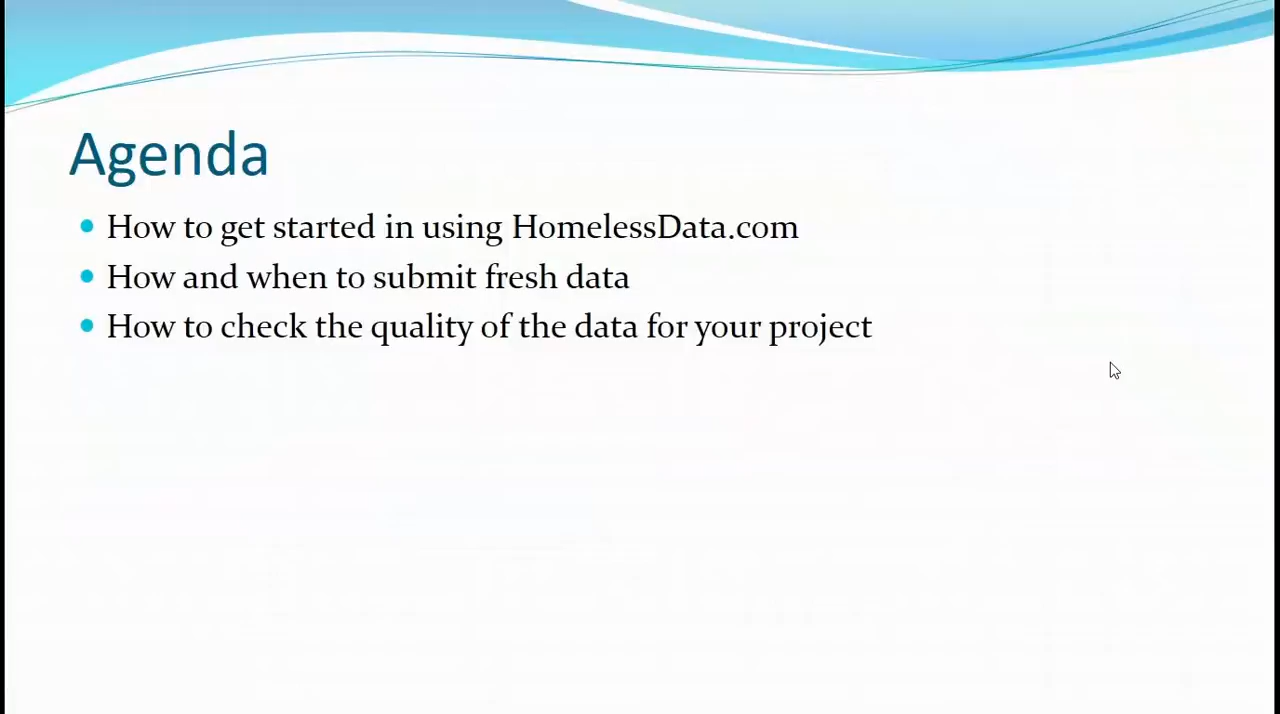 Agenda
How to get started in using HomelessData.com
How and when to submit fresh data
How to check the quality of the data for your project